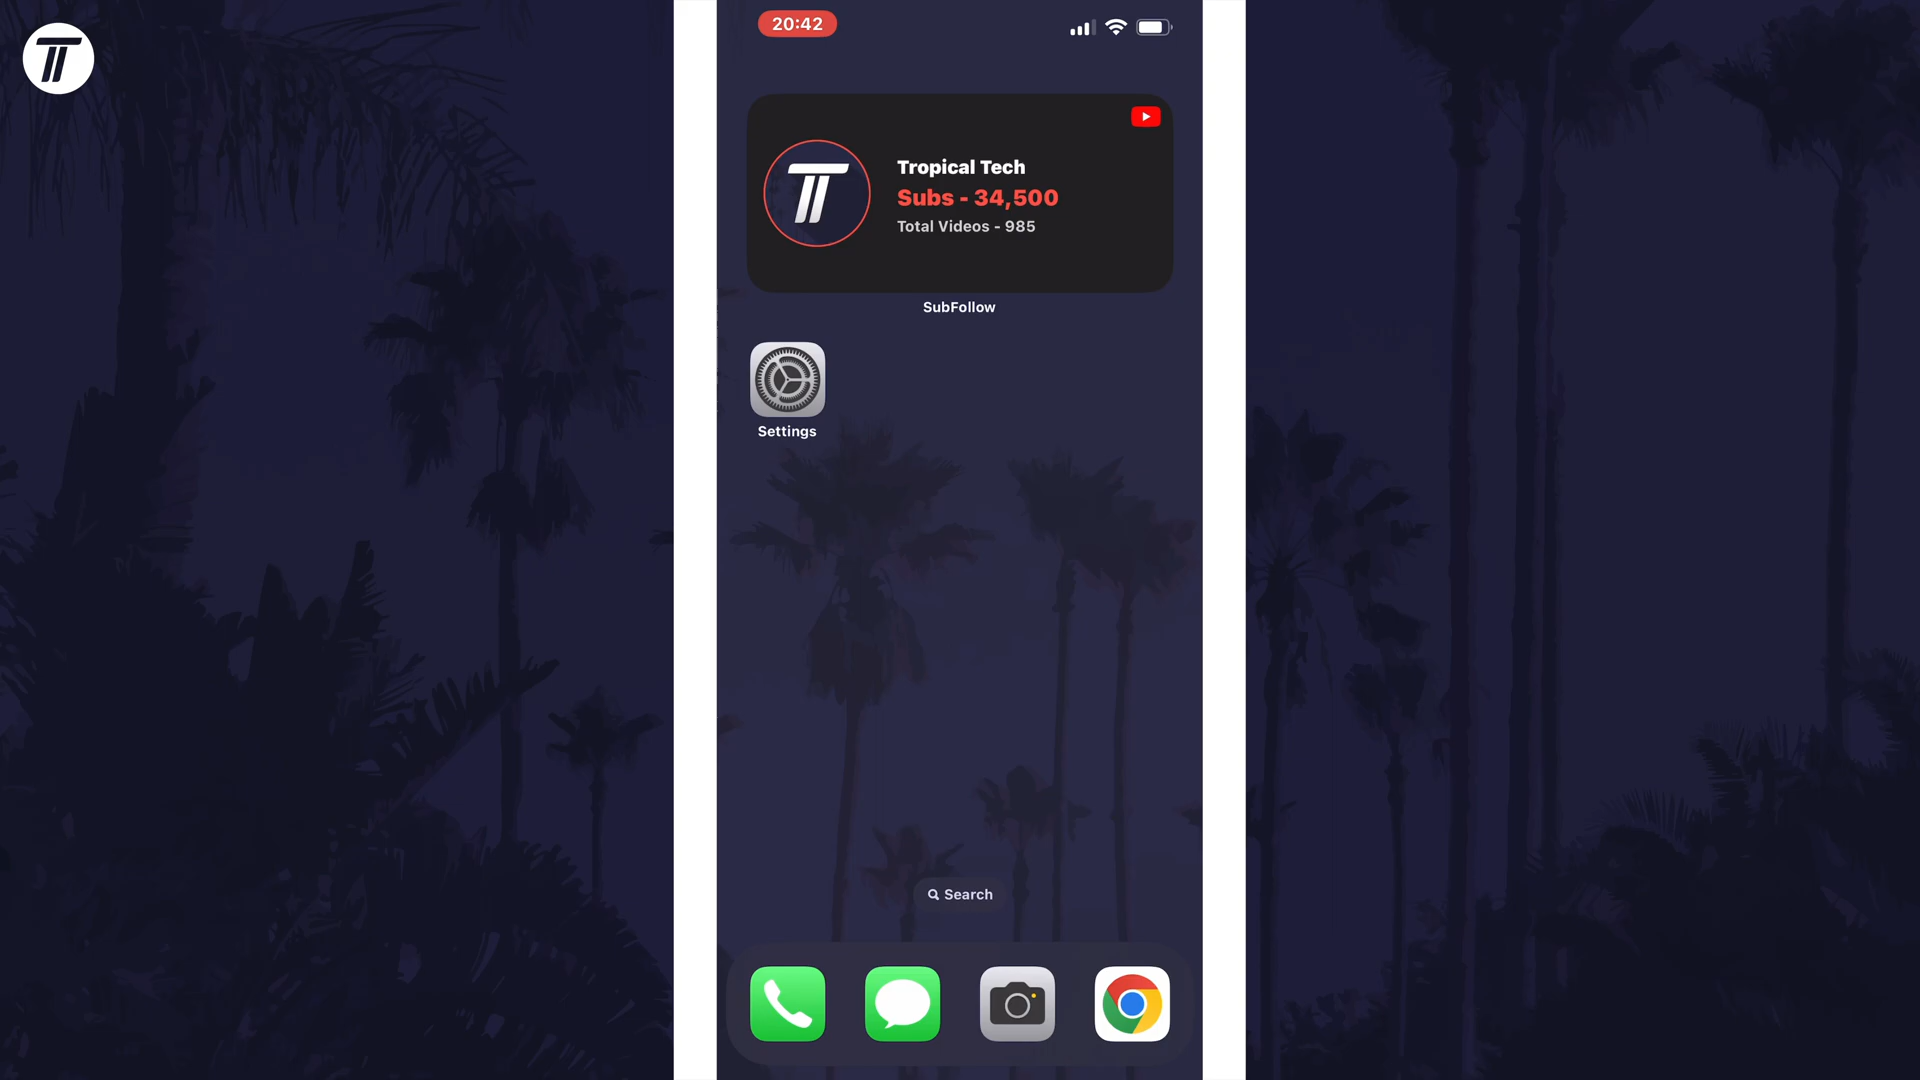 20:42
Tropical Tech
Subs - 34,500
Total Videos - 985
SubFollow
Settings
Search